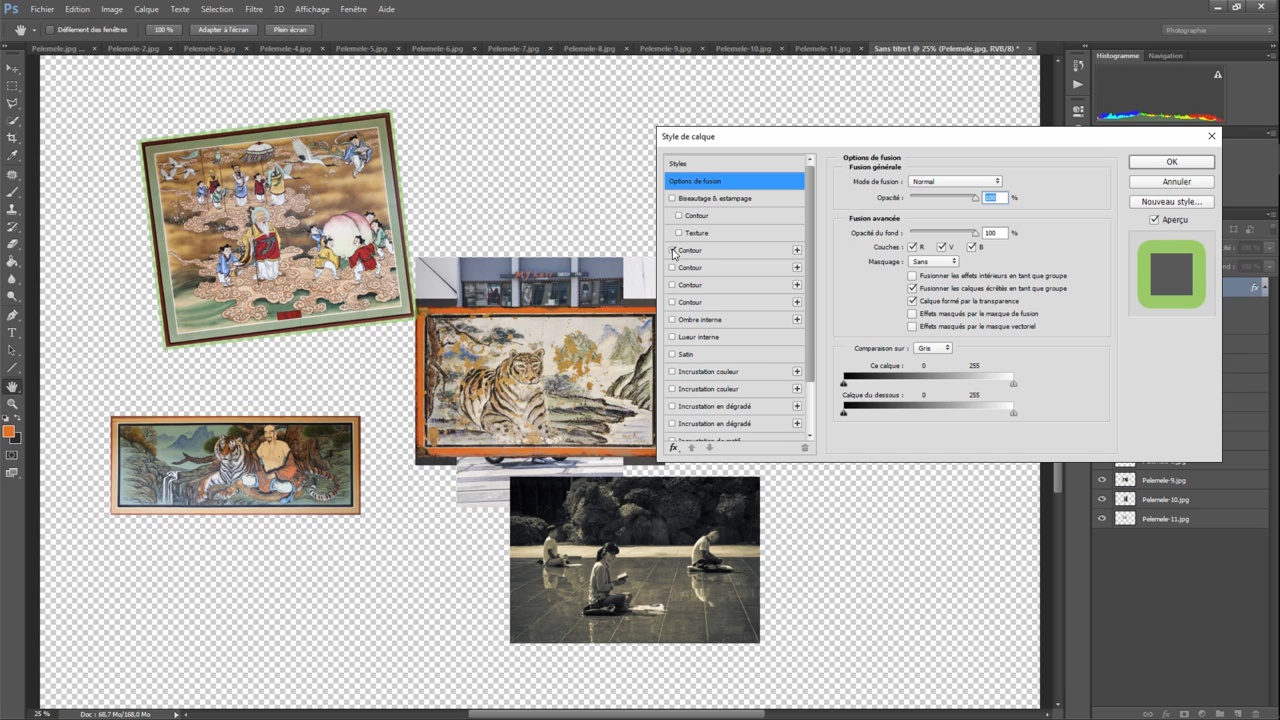 Ps Fichier Edition Image Calque Texte Sélection Filtre 3D Affichage Fenêtre Aide
Défilement des fenêtres 100 % Adapter à l'écran Plein écran Photographie
Pelemele.jpg ... × Pelemele-2.jpg × Pelemele-3.jpg × Pelemele-4.jpg × Pelemele-5.jpg × Pelemele-6.jpg × Pelemele-7.jpg × Pelemele-8.jpg × Pelemele-9.jpg × Pelemele-10.jpg × Pelemele-11.jpg × Sans titre1 @ 25% (Pelemele.jpg, RVB/8) * ×
Histogramme Navigation
Style de calque
Styles
Options de fusion
Biseautage & estampage
Contour
Texture
Contour
Contour
Contour
Contour
Ombre interne
Lueur interne
Satin
Incrustation couleur
Incrustation couleur
Incrustation en dégradé
Incrustation en dégradé
Incrustation de motif
fx
Options de fusion
Fusion générale
Mode de fusion : Normal
Opacité : 100 %
Fusion avancée
Opacité du fond : 100 %
Couches : R V B
Masquage : Sans
Fusionner les effets intérieurs en tant que groupe
Fusionner les calques écrêtés en tant que groupe
Calque formé par la transparence
Effets masqués par le masque de fusion
Effets masqués par le masque vectoriel
Comparaison sur : Gris
Ce calque : 0 255
Calque du dessous : 0 255
OK
Annuler
Nouveau style...
Aperçu
fx
Pelemele-9.jpg
Pelemele-10.jpg
Pelemele-11.jpg
25 % Doc : 68,7 Mo/168,0 Mo